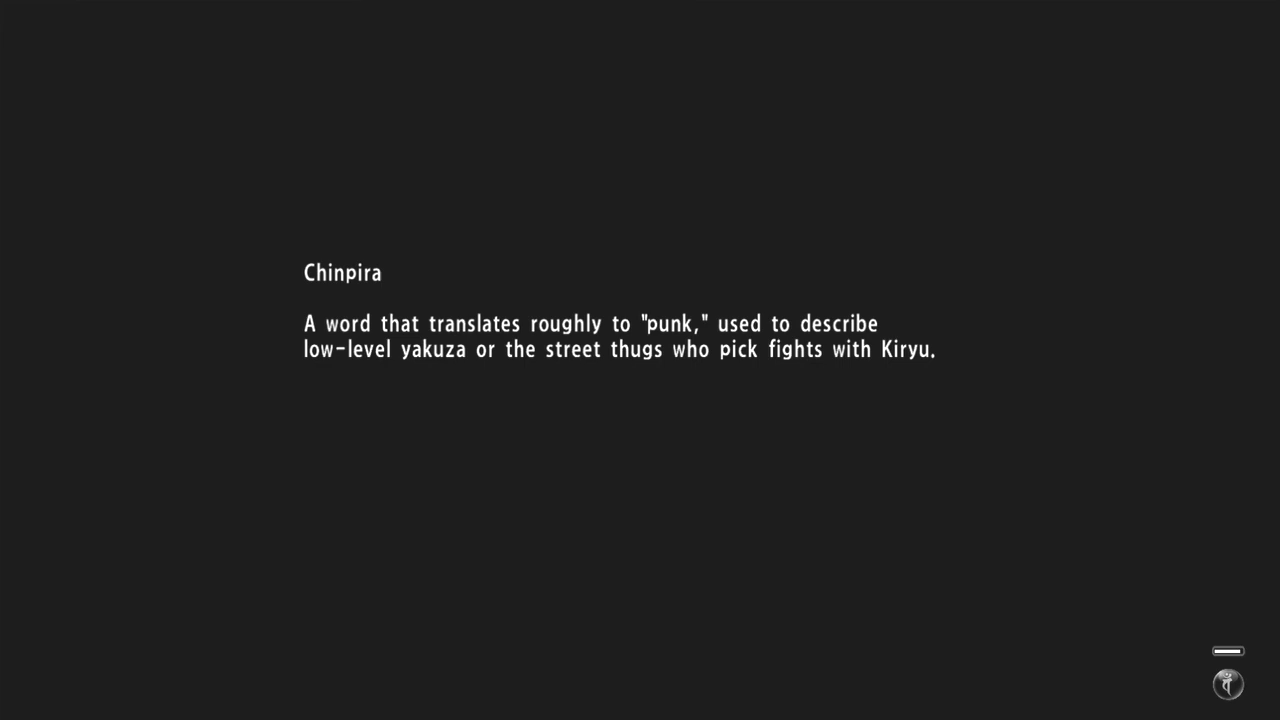 Chinpira
A word that translates roughly to "punk," used to describe
low-level yakuza or the street thugs who pick fights with Kiryu.